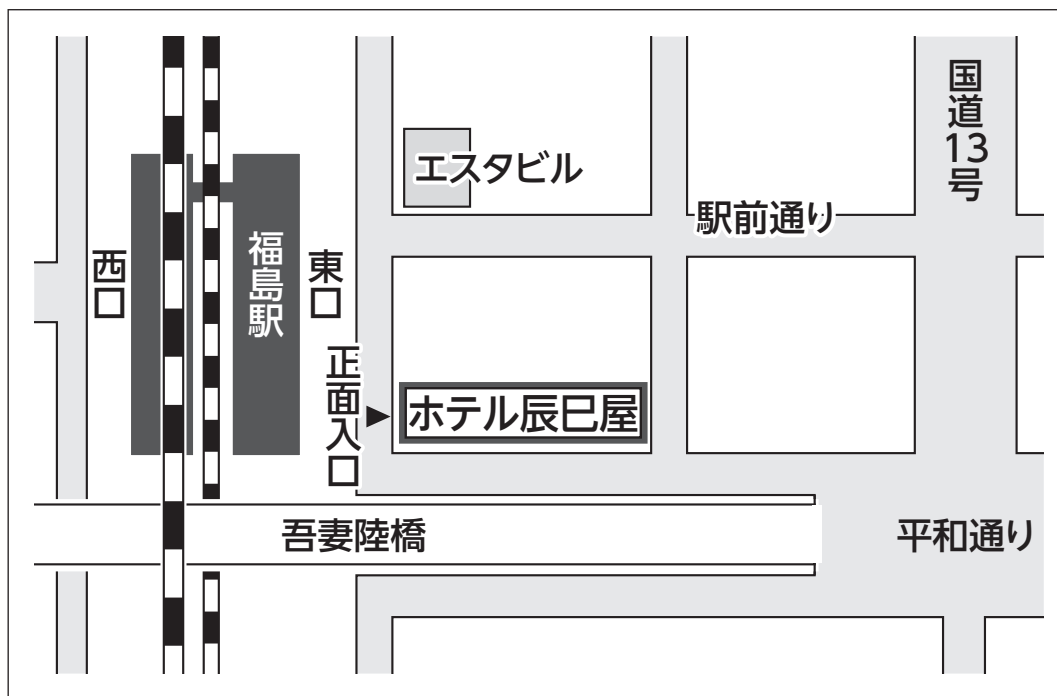 国道13号
エスタビル
駅前通り
西口
福島駅
東口
正面入口
ホテル辰巳屋
吾妻陸橋
平和通り